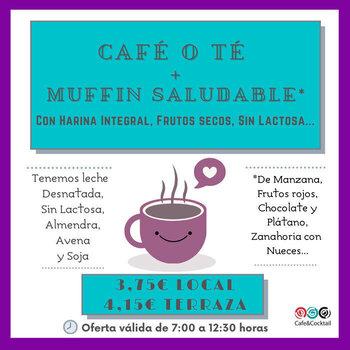 CAFÉ O TÉ
+
MUFFIN SALUDABLE*
CON HARINA INTEGRAL, FRUTOS SECOS, SIN LACTOSA...
Tenemos leche
Desnatada,
Sin Lactosa,
Almendra,
Avena
y Soja
*De Manzana,
Frutos rojos,
Chocolate y
Plátano,
Zanahoria con
Nueces...
3,75€ LOCAL
4,15€ TERRAZA
Oferta válida de 7:00 a 12:30 horas
Cafe&Cocktail